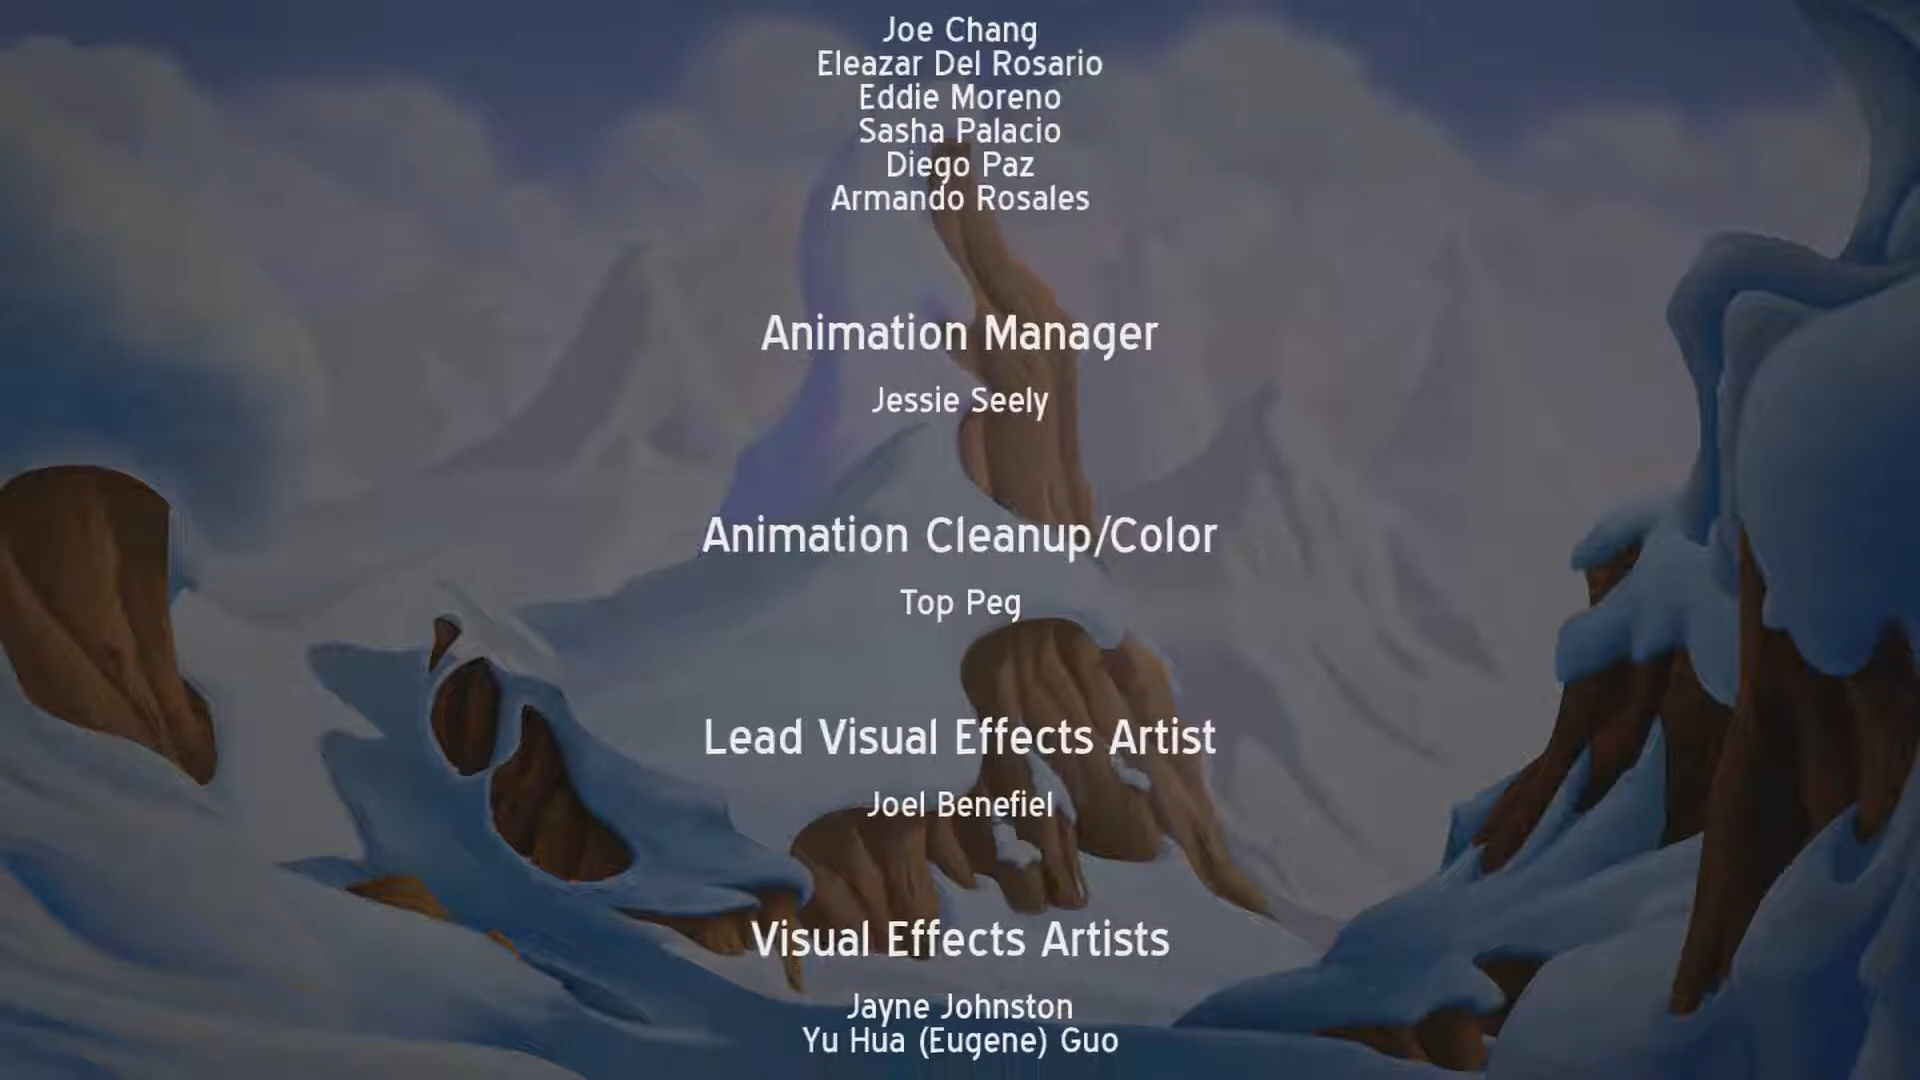 Joe Chang
Eleazar Del Rosario
Eddie Moreno
Sasha Palacio
Diego Paz
Armando Rosales
Animation Manager
Jessie Seely
Animation Cleanup/Color
Top Peg
Lead Visual Effects Artist
Joel Benefiel
Visual Effects Artists
Jayne Johnston
Yu Hua (Eugene) Guo